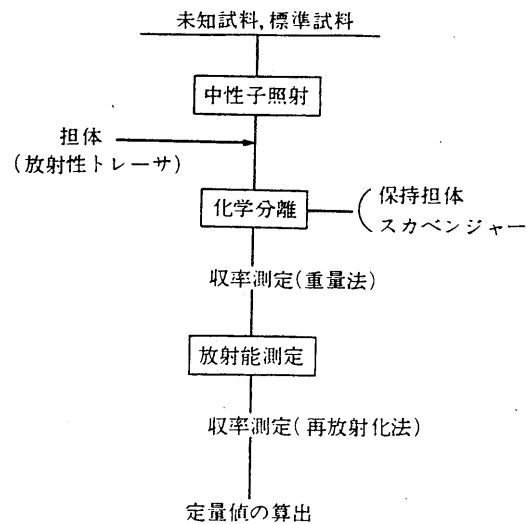 未知試料,標準試料
中性子照射
担体
(放射性トレーサ)
化学分離
保持担体
スカベンジャー
収率測定(重量法)
放射能測定
収率測定(再放射化法)
定量値の算出